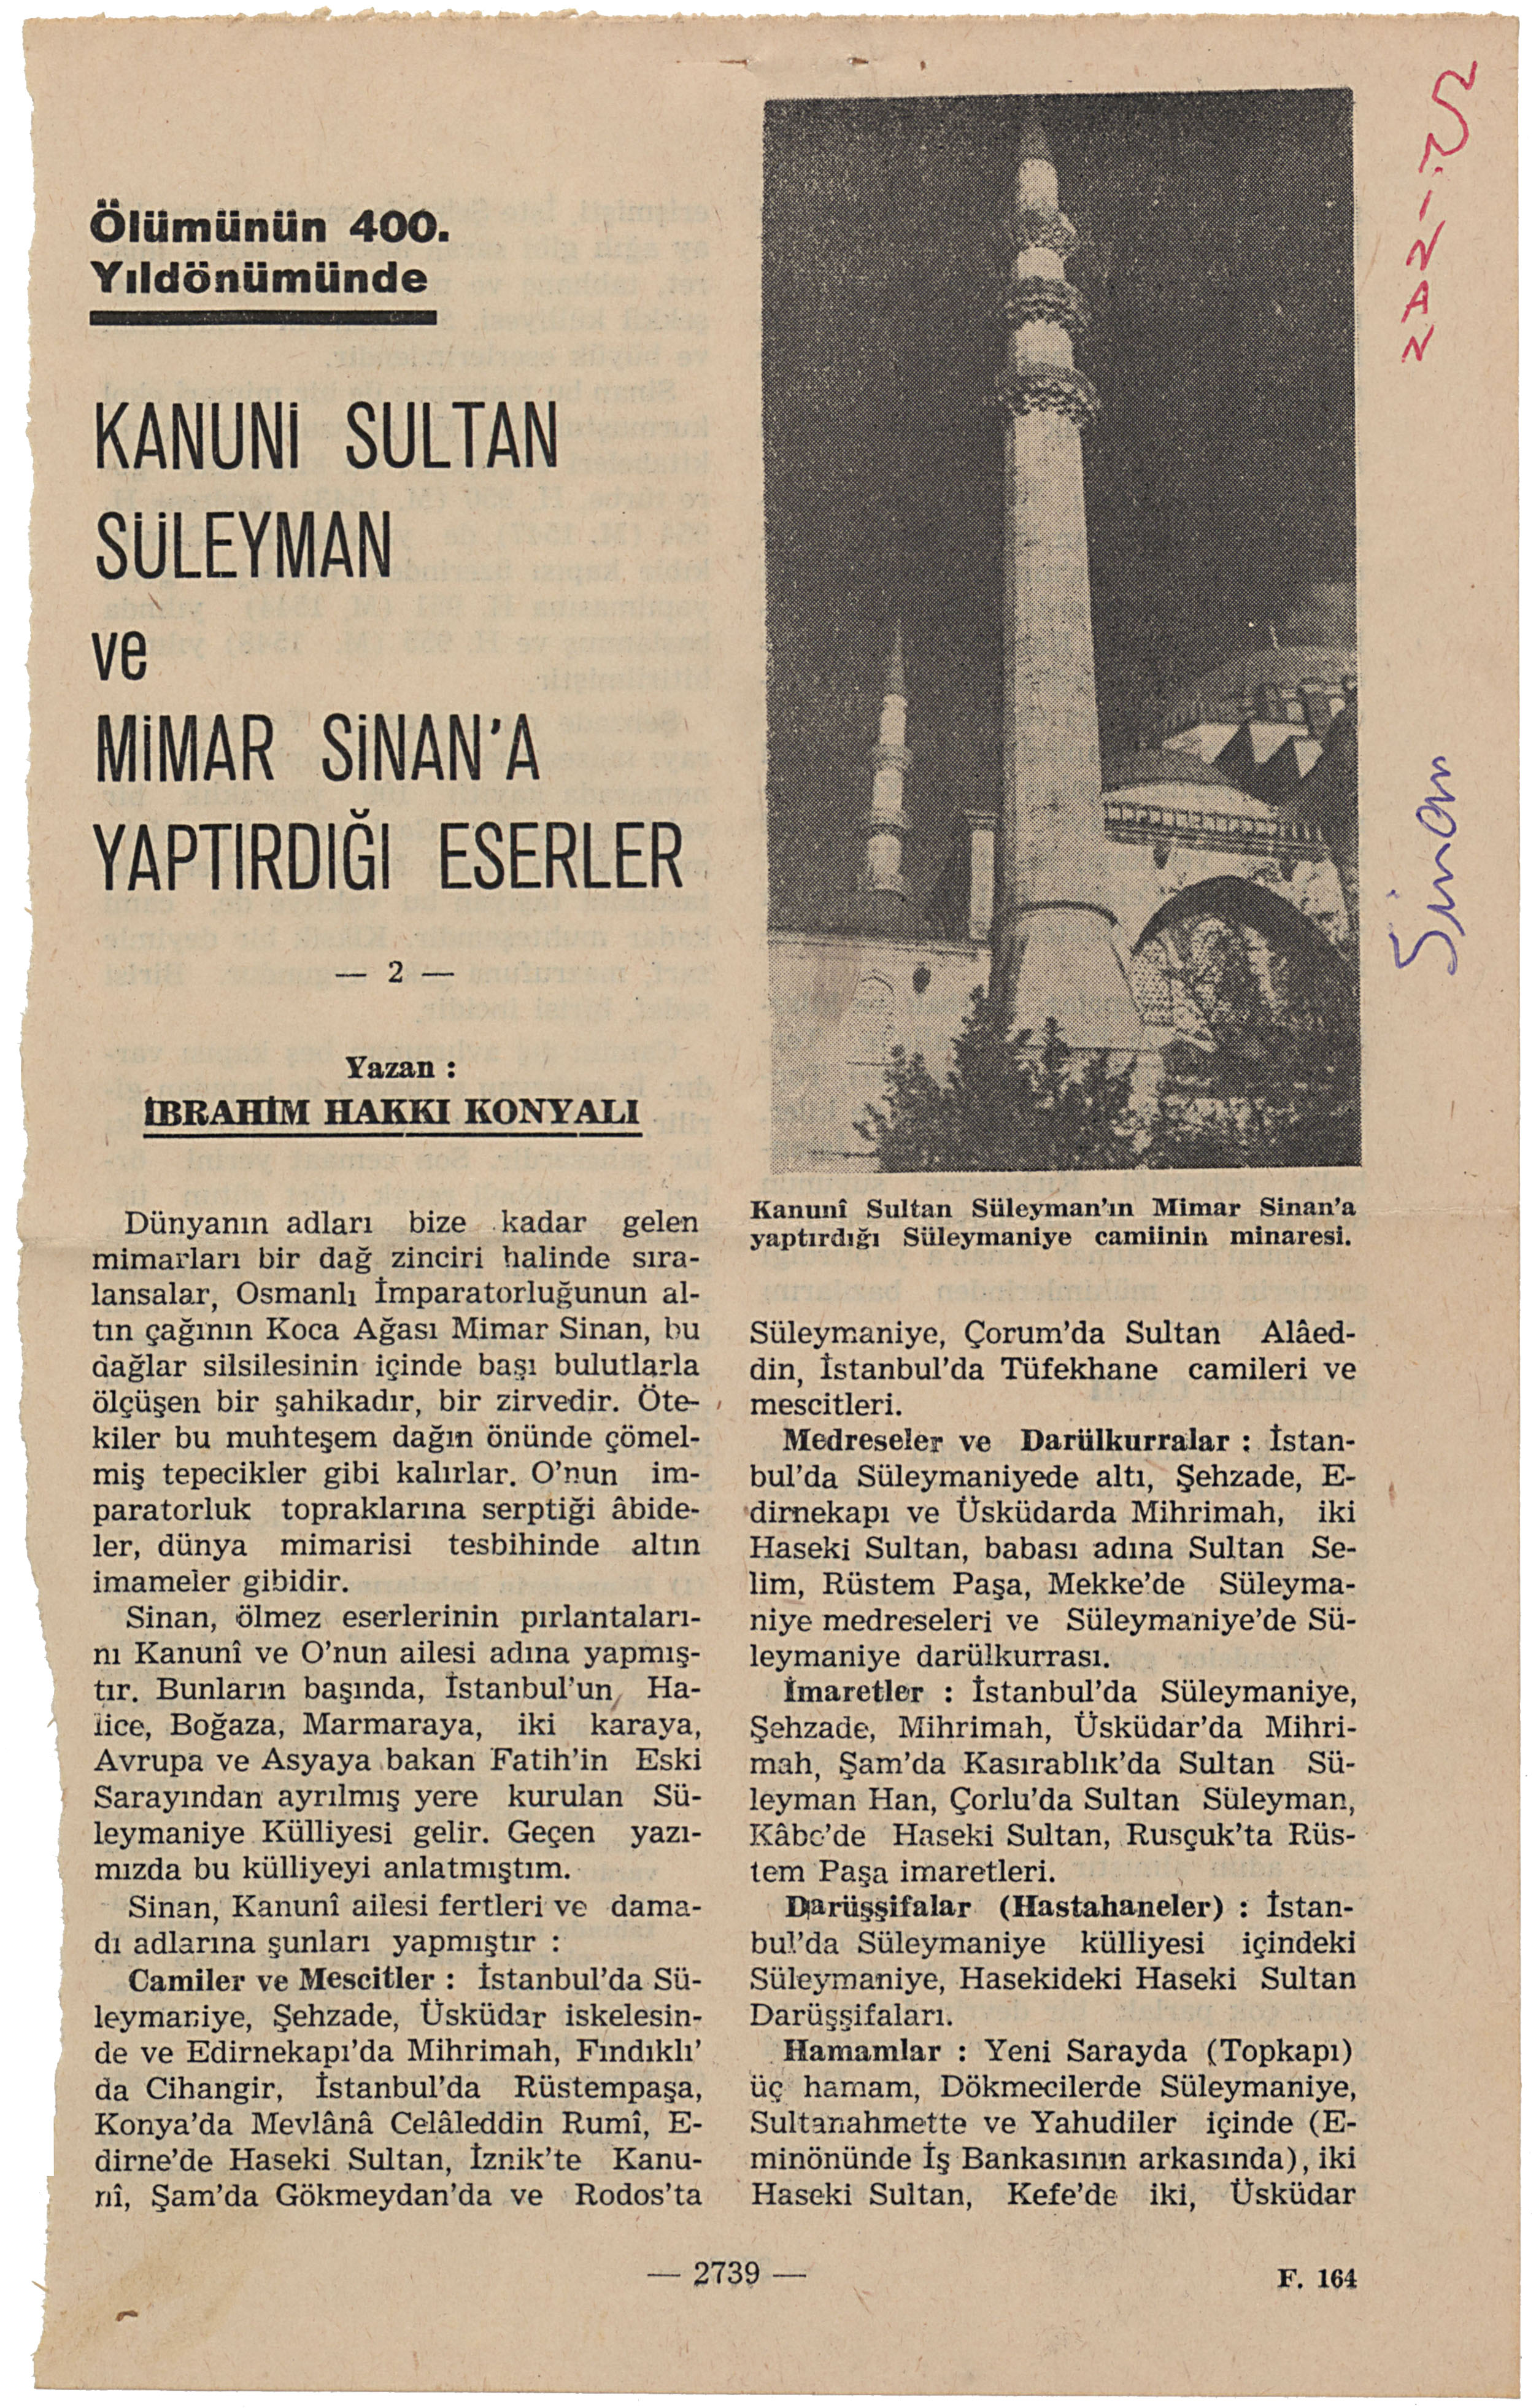 Ölümünün 400.
Yıldönümünde
KANUNİ SULTAN
SÜLEYMAN
ve
MİMAR SİNAN'A
YAPTIRDIĞI ESERLER
— 2 —
Yazan :
İBRAHİM HAKKI KONYALI
Dünyanın adları bize kadar gelen
mimarları bir dağ zinciri halinde sıra-
lansalar, Osmanlı İmparatorluğunun al-
tın çağının Koca Ağası Mimar Sinan, bu
dağlar silsilesinin içinde başı bulutlarla
ölçüşen bir şahikadır, bir zirvedir. Öte-
kiler bu muhteşem dağın önünde çömel-
miş tepecikler gibi kalırlar. O'nun im-
paratorluk topraklarına serptiği âbide-
ler, dünya mimarisi tesbihinde altın
imameler gibidir.
Sinan, ölmez eserlerinin pırlantaları-
nı Kanunî ve O'nun ailesi adına yapmış-
tır. Bunların başında, İstanbul'un, Ha-
lice, Boğaza, Marmaraya, iki karaya,
Avrupa ve Asyaya bakan Fatih'in Eski
Sarayından ayrılmış yere kurulan Sü-
leymaniye Külliyesi gelir. Geçen yazı-
mızda bu külliyeyi anlatmıştım.
Sinan, Kanunî ailesi fertleri ve dama-
dı adlarına şunları yapmıştır :
Camiler ve Mescitler : İstanbul'da Sü-
leymaniye, Şehzade, Üsküdar iskelesin-
de ve Edirnekapı'da Mihrimah, Fındıklı'
da Cihangir, İstanbul'da Rüstempaşa,
Konya'da Mevlânâ Celâleddin Rumî, E-
dirne'de Haseki Sultan, İznik'te Kanu-
nî, Şam'da Gökmeydan'da ve Rodos'ta
Kanunî Sultan Süleyman'ın Mimar Sinan'a
yaptırdığı Süleymaniye camiinin minaresi.
Süleymaniye, Çorum'da Sultan Alâed-
din, İstanbul'da Tüfekhane camileri ve
mescitleri.
Medreseler ve Darülkurralar : İstan-
bul'da Süleymaniyede altı, Şehzade, E-
dirnekapı ve Üsküdarda Mihrimah, iki
Haseki Sultan, babası adına Sultan Se-
lim, Rüstem Paşa, Mekke'de Süleyma-
niye medreseleri ve Süleymaniye'de Sü-
leymaniye darülkurrası.
İmaretler : İstanbul'da Süleymaniye,
Şehzade, Mihrimah, Üsküdar'da Mihri-
mah, Şam'da Kasırablık'da Sultan Sü-
leyman Han, Çorlu'da Sultan Süleyman,
Kâbe'de Haseki Sultan, Rusçuk'ta Rüs-
tem Paşa imaretleri.
Darüşşifalar (Hastahaneler) : İstan-
bul'da Süleymaniye külliyesi içindeki
Süleymaniye, Hasekideki Haseki Sultan
Darüşşifaları.
Hamamlar : Yeni Sarayda (Topkapı)
üç hamam, Dökmecilerde Süleymaniye,
Sultanahmette ve Yahudiler içinde (E-
minönünde İş Bankasının arkasında), iki
Haseki Sultan, Kefe'de iki, Üsküdar
— 2739 —
F. 164
Sinan